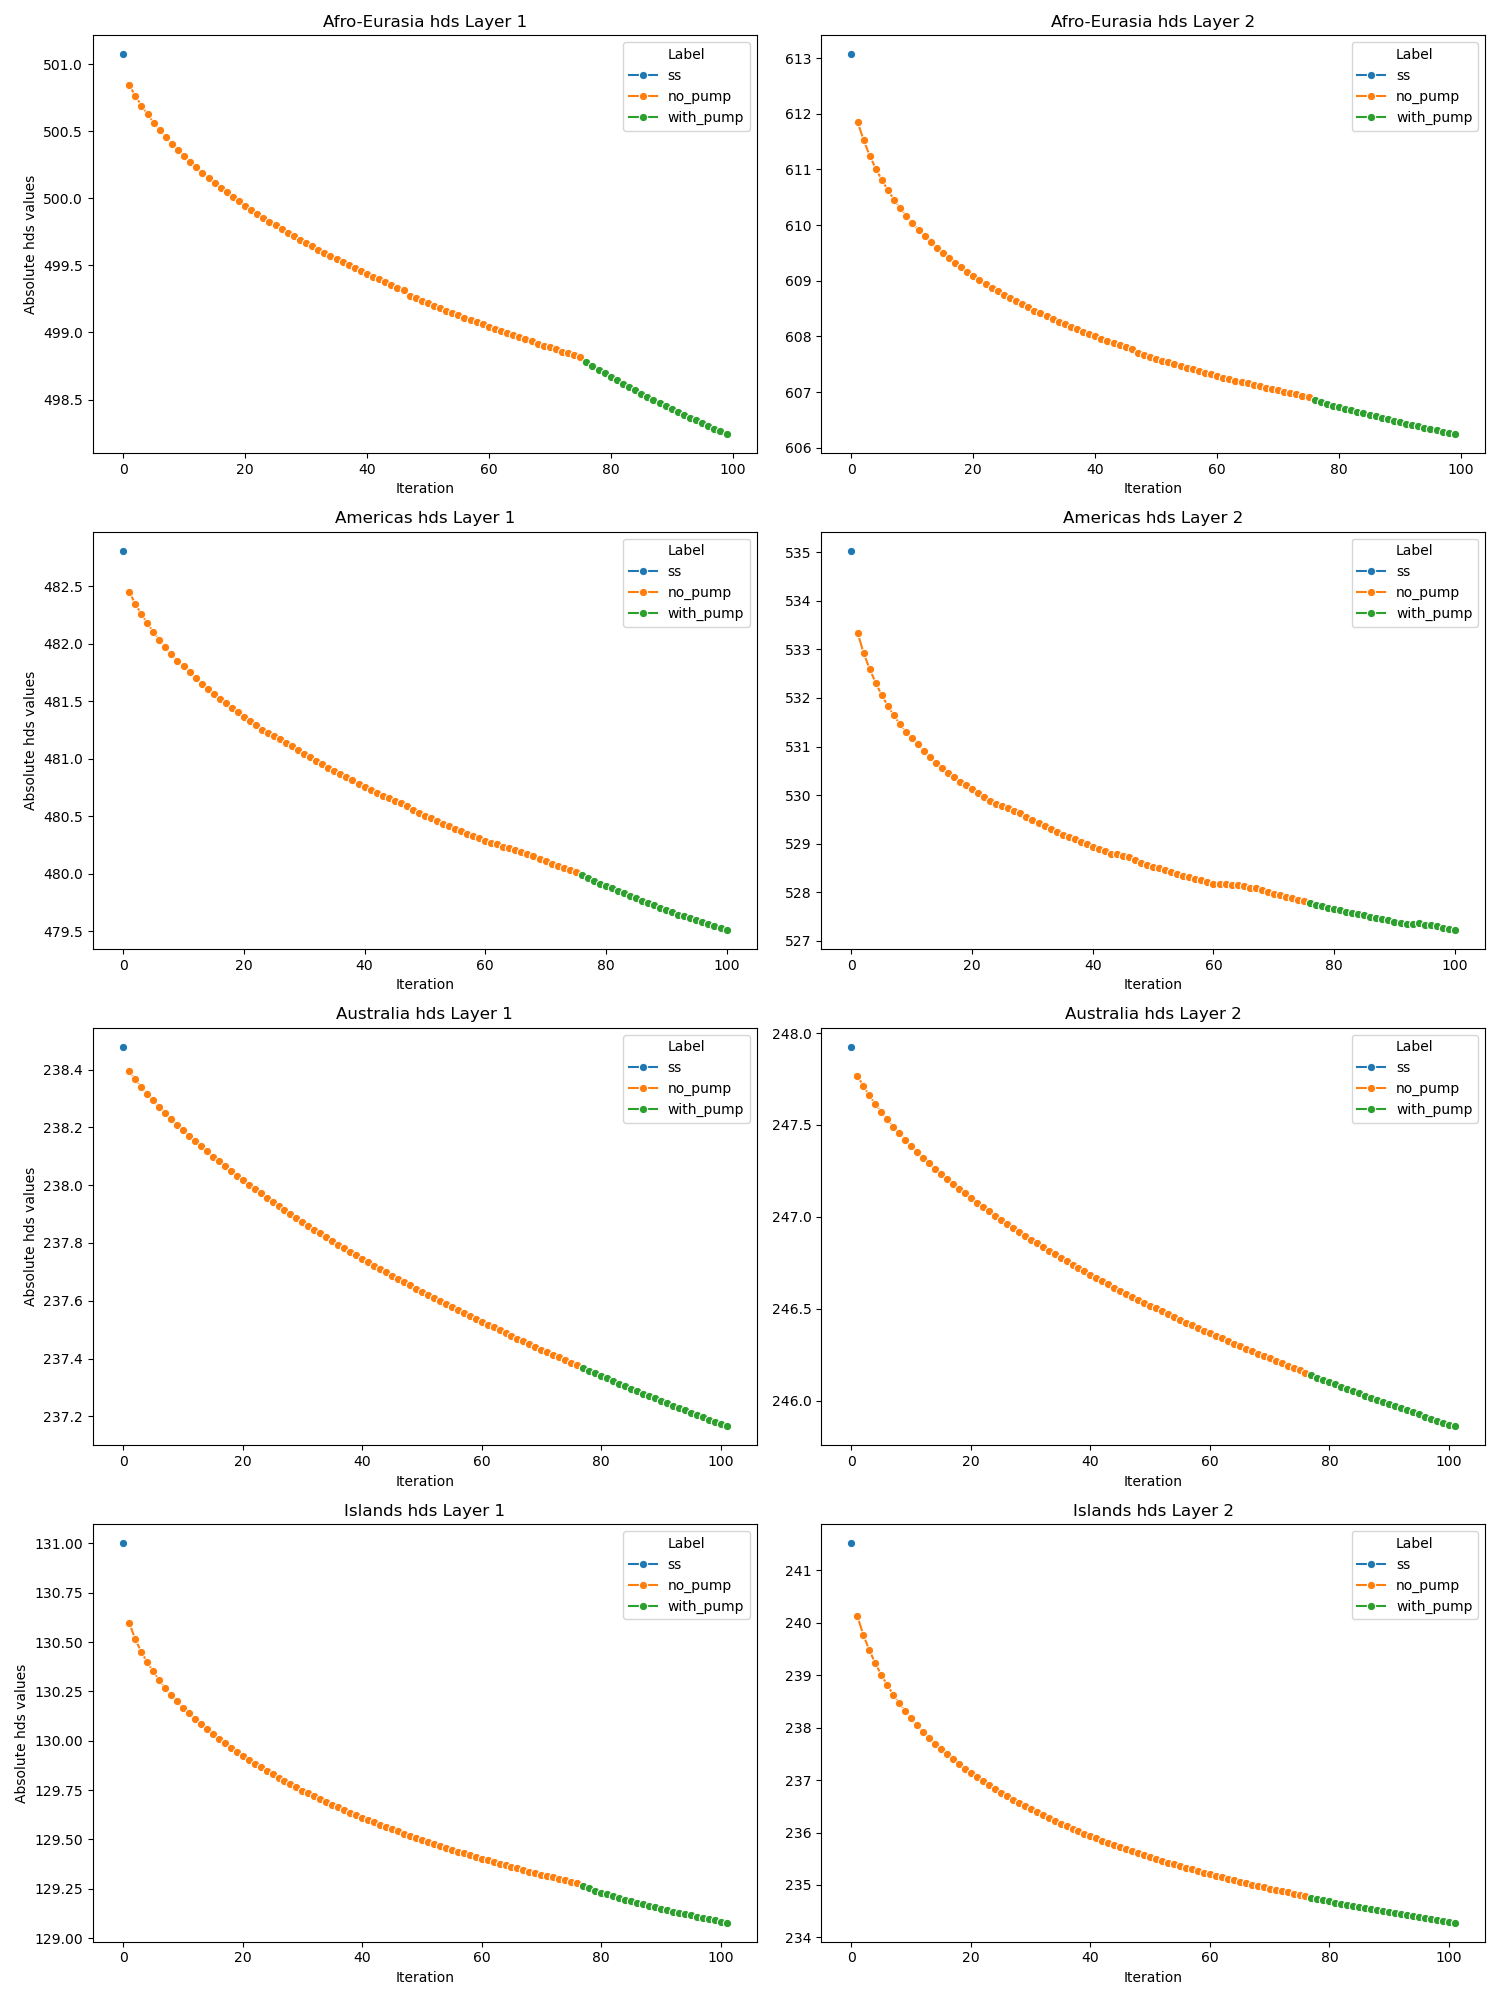 Afro-Eurasia hds Layer 1
Absolute hds values
501.0
500.5
500.0
499.5
499.0
498.5
Label
ss
no_pump
with_pump
0 20 40 60 80 100
Iteration
Afro-Eurasia hds Layer 2
613
612
611
610
609
608
607
606
Label
ss
no_pump
with_pump
0 20 40 60 80 100
Iteration
Americas hds Layer 1
Absolute hds values
482.5
482.0
481.5
481.0
480.5
480.0
479.5
Label
ss
no_pump
with_pump
0 20 40 60 80 100
Iteration
Americas hds Layer 2
535
534
533
532
531
530
529
528
527
Label
ss
no_pump
with_pump
0 20 40 60 80 100
Iteration
Australia hds Layer 1
Absolute hds values
238.4
238.2
238.0
237.8
237.6
237.4
237.2
Label
ss
no_pump
with_pump
0 20 40 60 80 100
Iteration
Australia hds Layer 2
248.0
247.5
247.0
246.5
246.0
Label
ss
no_pump
with_pump
0 20 40 60 80 100
Iteration
Islands hds Layer 1
Absolute hds values
131.00
130.75
130.50
130.25
130.00
129.75
129.50
129.25
129.00
Label
ss
no_pump
with_pump
0 20 40 60 80 100
Iteration
Islands hds Layer 2
241
240
239
238
237
236
235
234
Label
ss
no_pump
with_pump
0 20 40 60 80 100
Iteration